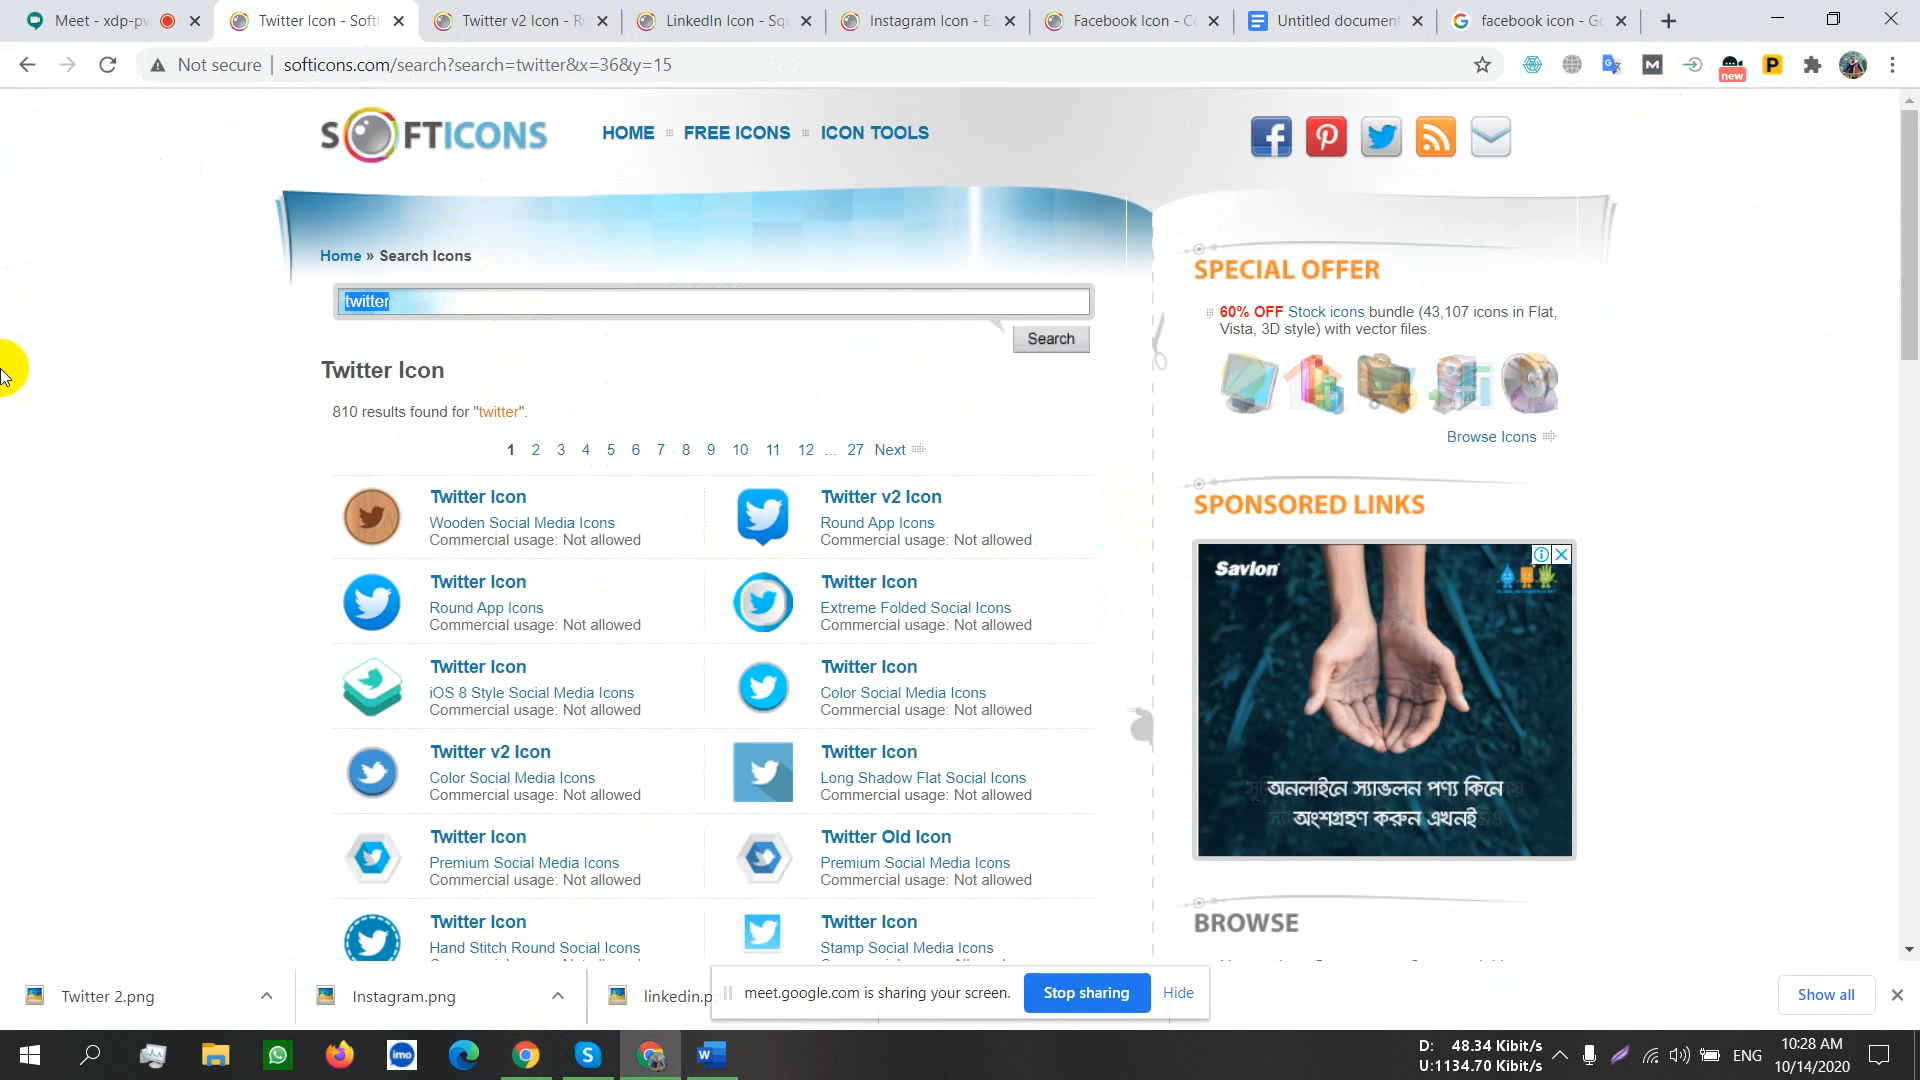 Meet - xdp-pv
Twitter Icon - Soft
Twitter v2 Icon - R
LinkedIn Icon - Sq
Instagram Icon - E
Facebook Icon - C
Untitled document
facebook icon - Go
Not secure
softicons.com/search?search=twitter&x=36&y=15
new
SOFTICONS
HOME
FREE ICONS
ICON TOOLS
Home » Search Icons
twitter
Search
Twitter Icon
810 results found for "twitter".
1 2 3 4 5 6 7 8 9 10 11 12 ... 27 Next
Twitter Icon
Wooden Social Media Icons
Commercial usage: Not allowed
Twitter v2 Icon
Round App Icons
Commercial usage: Not allowed
Twitter Icon
Round App Icons
Commercial usage: Not allowed
Twitter Icon
Extreme Folded Social Icons
Commercial usage: Not allowed
Twitter Icon
iOS 8 Style Social Media Icons
Commercial usage: Not allowed
Twitter Icon
Color Social Media Icons
Commercial usage: Not allowed
Twitter v2 Icon
Color Social Media Icons
Commercial usage: Not allowed
Twitter Icon
Long Shadow Flat Social Icons
Commercial usage: Not allowed
Twitter Icon
Premium Social Media Icons
Commercial usage: Not allowed
Twitter Old Icon
Premium Social Media Icons
Commercial usage: Not allowed
Twitter Icon
Hand Stitch Round Social Icons
Twitter Icon
Stamp Social Media Icons
SPECIAL OFFER
60% OFF Stock icons bundle (43,107 icons in Flat,
Vista, 3D style) with vector files.
Browse Icons
SPONSORED LINKS
Savlon
অনলাইনে স্যাভলন পণ্য কিনে
অংশগ্রহণ করুন এখনই
BROWSE
Twitter 2.png
Instagram.png
linkedin.p
meet.google.com is sharing your screen.
Stop sharing
Hide
Show all
imo
D: 48.34 Kibit/s
U:1134.70 Kibit/s
ENG
10:28 AM
10/14/2020